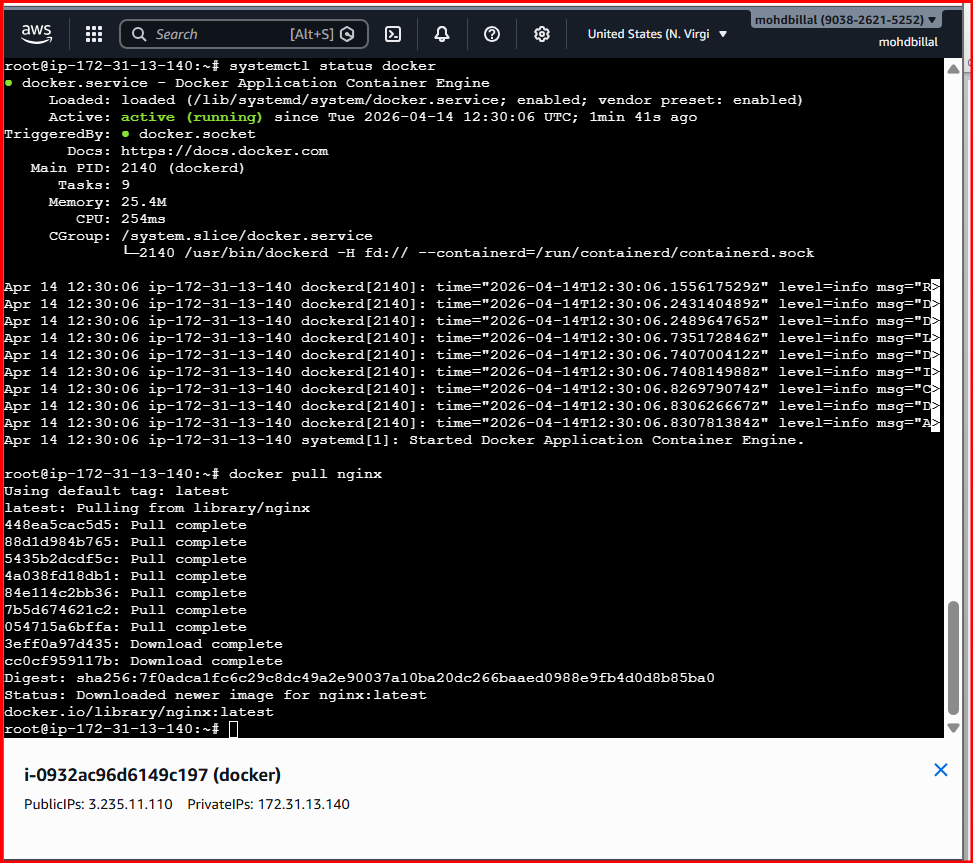 mohdbillal (9038-2621-5252) ▼
aws
Search [Alt+S]
United States (N. Virgi ▼
mohdbillal
root@ip-172-31-13-140:~# systemctl status docker
● docker.service - Docker Application Container Engine
Loaded: loaded (/lib/systemd/system/docker.service; enabled; vendor preset: enabled)
Active: active (running) since Tue 2026-04-14 12:30:06 UTC; 1min 41s ago
TriggeredBy: ● docker.socket
Docs: https://docs.docker.com
Main PID: 2140 (dockerd)
Tasks: 9
Memory: 25.4M
CPU: 254ms
CGroup: /system.slice/docker.service
└─2140 /usr/bin/dockerd -H fd:// --containerd=/run/containerd/containerd.sock
Apr 14 12:30:06 ip-172-31-13-140 dockerd[2140]: time="2026-04-14T12:30:06.155617529Z" level=info msg="R>
Apr 14 12:30:06 ip-172-31-13-140 dockerd[2140]: time="2026-04-14T12:30:06.243140489Z" level=info msg="D>
Apr 14 12:30:06 ip-172-31-13-140 dockerd[2140]: time="2026-04-14T12:30:06.248964765Z" level=info msg="D>
Apr 14 12:30:06 ip-172-31-13-140 dockerd[2140]: time="2026-04-14T12:30:06.735172846Z" level=info msg="L>
Apr 14 12:30:06 ip-172-31-13-140 dockerd[2140]: time="2026-04-14T12:30:06.740700412Z" level=info msg="D>
Apr 14 12:30:06 ip-172-31-13-140 dockerd[2140]: time="2026-04-14T12:30:06.740814988Z" level=info msg="I>
Apr 14 12:30:06 ip-172-31-13-140 dockerd[2140]: time="2026-04-14T12:30:06.826979074Z" level=info msg="C>
Apr 14 12:30:06 ip-172-31-13-140 dockerd[2140]: time="2026-04-14T12:30:06.830626667Z" level=info msg="D>
Apr 14 12:30:06 ip-172-31-13-140 dockerd[2140]: time="2026-04-14T12:30:06.830781384Z" level=info msg="A>
Apr 14 12:30:06 ip-172-31-13-140 systemd[1]: Started Docker Application Container Engine.
root@ip-172-31-13-140:~# docker pull nginx
Using default tag: latest
latest: Pulling from library/nginx
448ea5cac5d5: Pull complete
88d1d984b765: Pull complete
5435b2dcdf5c: Pull complete
4a038fd18db1: Pull complete
84e114c2bb36: Pull complete
7b5d674621c2: Pull complete
054715a6bffa: Pull complete
3eff0a97d435: Download complete
cc0cf959117b: Download complete
Digest: sha256:7f0adca1fc6c29c8dc49a2e90037a10ba20dc266baaed0988e9fb4d0d8b85ba0
Status: Downloaded newer image for nginx:latest
docker.io/library/nginx:latest
root@ip-172-31-13-140:~#
i-0932ac96d6149c197 (docker)
PublicIPs: 3.235.11.110 PrivateIPs: 172.31.13.140